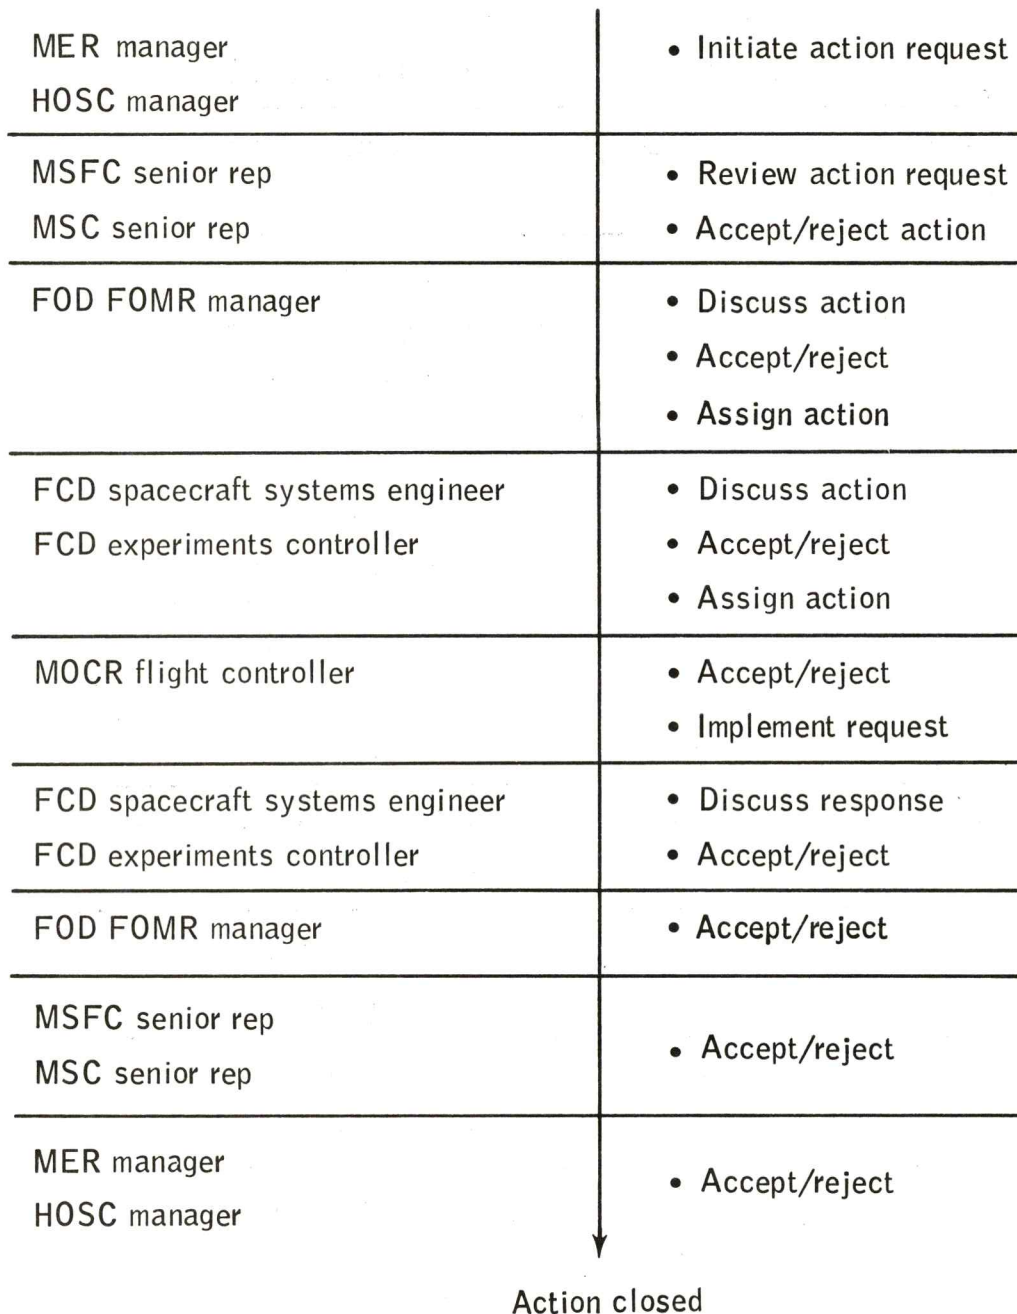 MER manager
HOSC manager
• Initiate action request
MSFC senior rep
MSC senior rep
• Review action request
• Accept/reject action
FOD FOMR manager
• Discuss action
• Accept/reject
• Assign action
FCD spacecraft systems engineer
FCD experiments controller
• Discuss action
• Accept/reject
• Assign action
MOCR flight controller
• Accept/reject
• Implement request
FCD spacecraft systems engineer
FCD experiments controller
• Discuss response
• Accept/reject
FOD FOMR manager
• Accept/reject
MSFC senior rep
MSC senior rep
• Accept/reject
MER manager
HOSC manager
• Accept/reject
Action closed